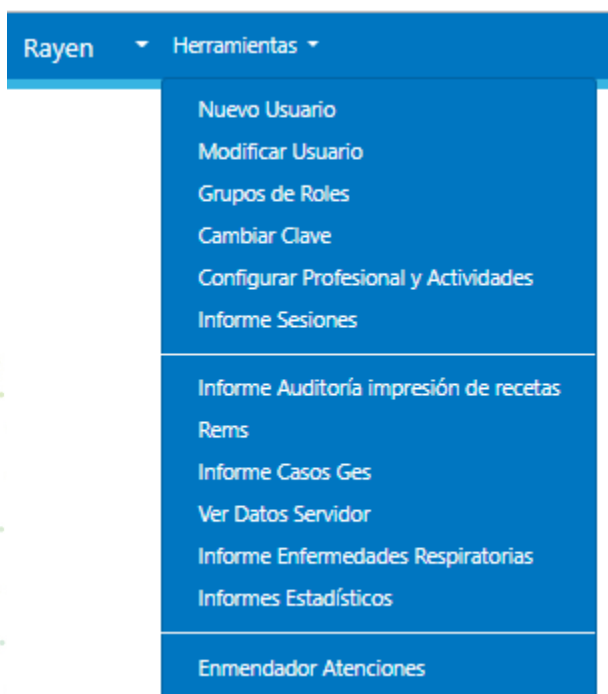 Rayen Herramientas
Nuevo Usuario
Modificar Usuario
Grupos de Roles
Cambiar Clave
Configurar Profesional y Actividades
Informe Sesiones
Informe Auditoría impresión de recetas
Rems
Informe Casos Ges
Ver Datos Servidor
Informe Enfermedades Respiratorias
Informes Estadísticos
Enmendador Atenciones